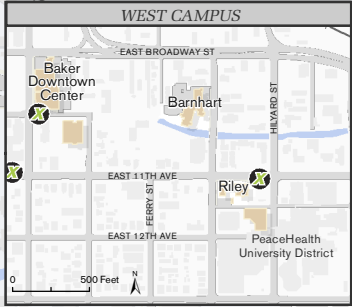 WEST CAMPUS
EAST BROADWAY ST
Baker
Downtown
Center
X
Barnhart
HILYARD ST
X
EAST 11TH AVE
Riley
X
FERRY ST
EAST 12TH AVE
PeaceHealth
University District
0
500 Feet
N